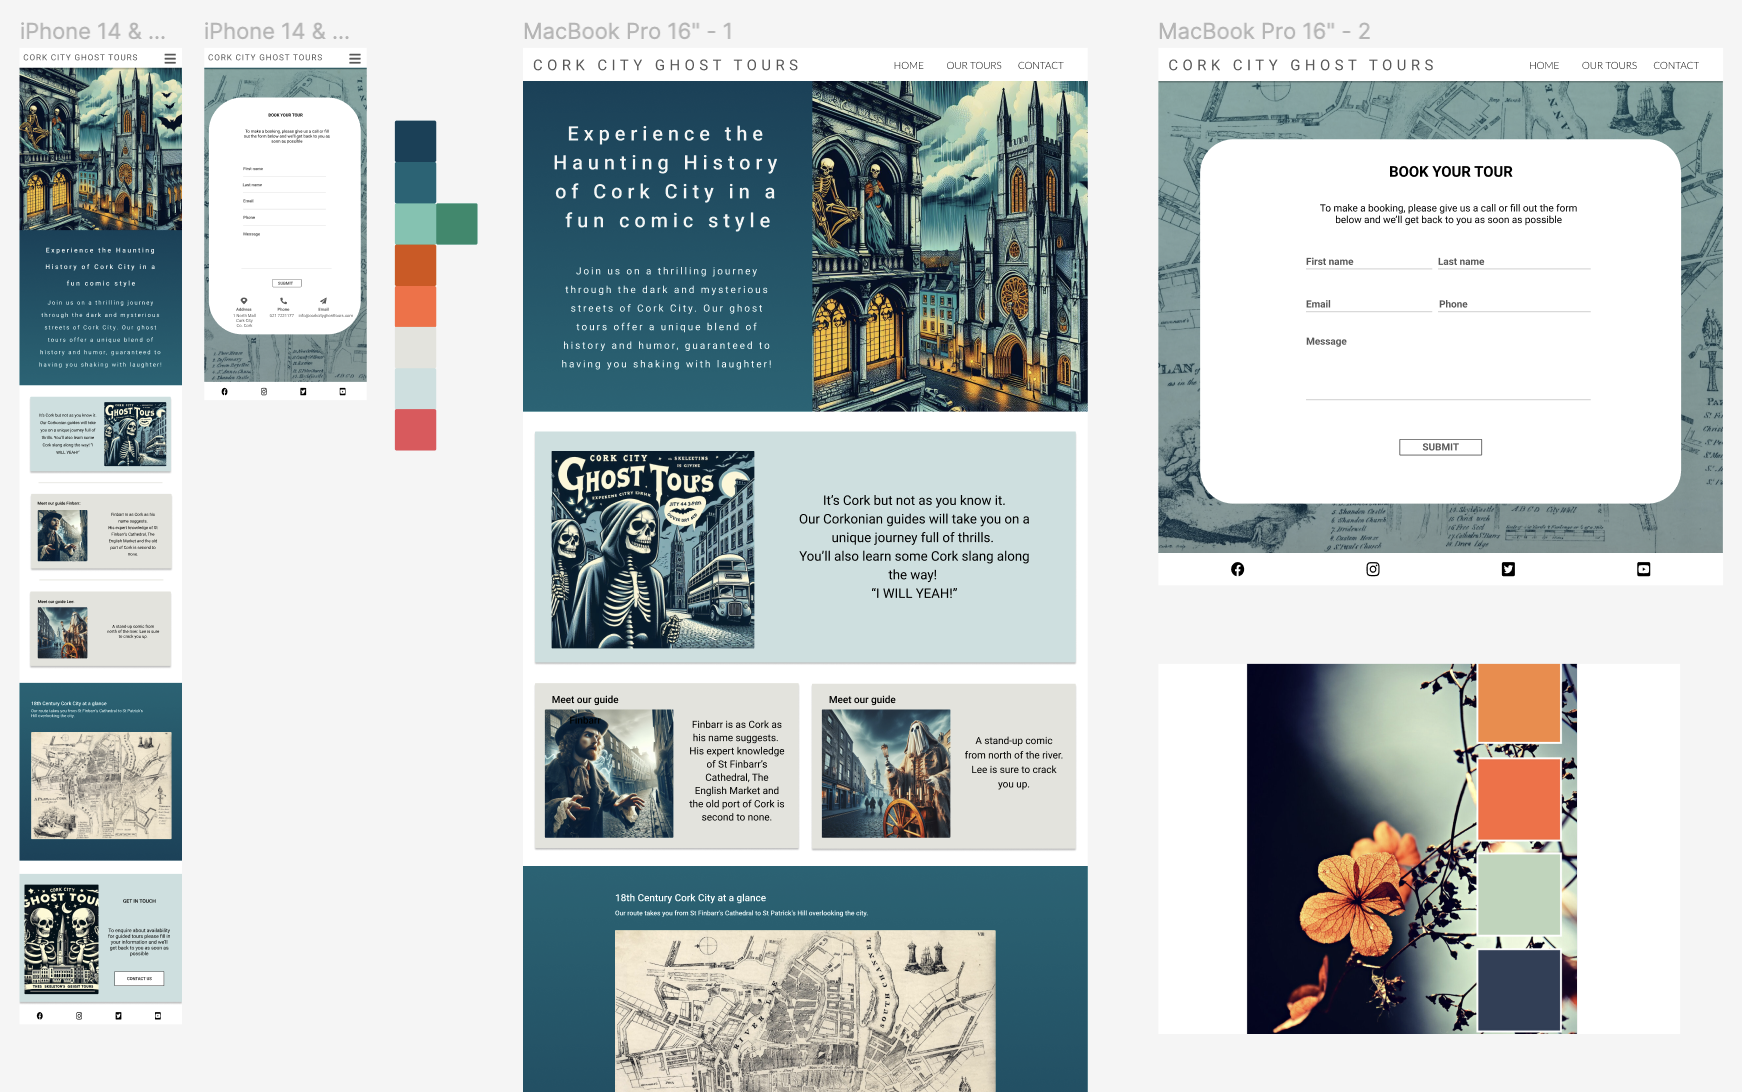 iPhone 14 & ...
CORK CITY GHOST TOURS
Experience the Haunting
History of Cork City in a
fun comic style
Join us on a thrilling journey
through the dark and mysterious
streets of Cork City. Our ghost
tours offer a unique blend of
history and humor, guaranteed to
having you shaking with laughter!
It's Cork but not as you know it.
Our Corkonian guides will take
you on a unique journey full of
thrills. You'll also learn some
Cork slang along the way! "I
WILL YEAH!"
GHOST TOURS
Meet our guide Finbarr:
Finbarr is as Cork as his
name suggests.
His expert knowledge of St
Finbarr's Cathedral, The
English Market and the old
port of Cork is second to
none.
Meet our guide Lee
A stand-up comic from
north of the river. Lee is sure
to crack you up.
18th Century Cork City at a glance
Our route takes you from St Finbarr's Cathedral to St Patrick's
Hill overlooking the city.
CORK CITY
GHOST TOUR
GET IN TOUCH
To enquire about availability
for guided tours please fill in
your information and we'll
get back to you as soon as
possible
CONTACT US
iPhone 14 & ...
CORK CITY GHOST TOURS
BOOK YOUR TOUR
To make a booking, please give us a call or fill
out the form below and we'll get back to you as
soon as possible
First name
Last name
Email
Phone
Message
SUBMIT
Address
Phone
Email
1 North Mall
Cork City
Co. Cork
MacBook Pro 16" - 1
CORK CITY GHOST TOURS
HOME
OUR TOURS
CONTACT
Experience the
Haunting History
of Cork City in a
fun comic style
Join us on a thrilling journey
through the dark and mysterious
streets of Cork City. Our ghost
tours offer a unique blend of
history and humor, guaranteed to
having you shaking with laughter!
CORK CITY
GHOST TOURS
It's Cork but not as you know it.
Our Corkonian guides will take you on a
unique journey full of thrills.
You'll also learn some Cork slang along
the way!
"I WILL YEAH!"
Meet our guide
Finbarr
Finbarr is as Cork as
his name suggests.
His expert knowledge
of St Finbarr's
Cathedral, The
English Market and
the old port of Cork is
second to none.
Meet our guide
A stand-up comic
from north of the river.
Lee is sure to crack
you up.
18th Century Cork City at a glance
Our route takes you from St Finbarr's Cathedral to St Patrick's Hill overlooking the city.
MacBook Pro 16" - 2
CORK CITY GHOST TOURS
HOME
OUR TOURS
CONTACT
BOOK YOUR TOUR
To make a booking, please give us a call or fill out the form
below and we'll get back to you as soon as possible
First name
Last name
Email
Phone
Message
SUBMIT